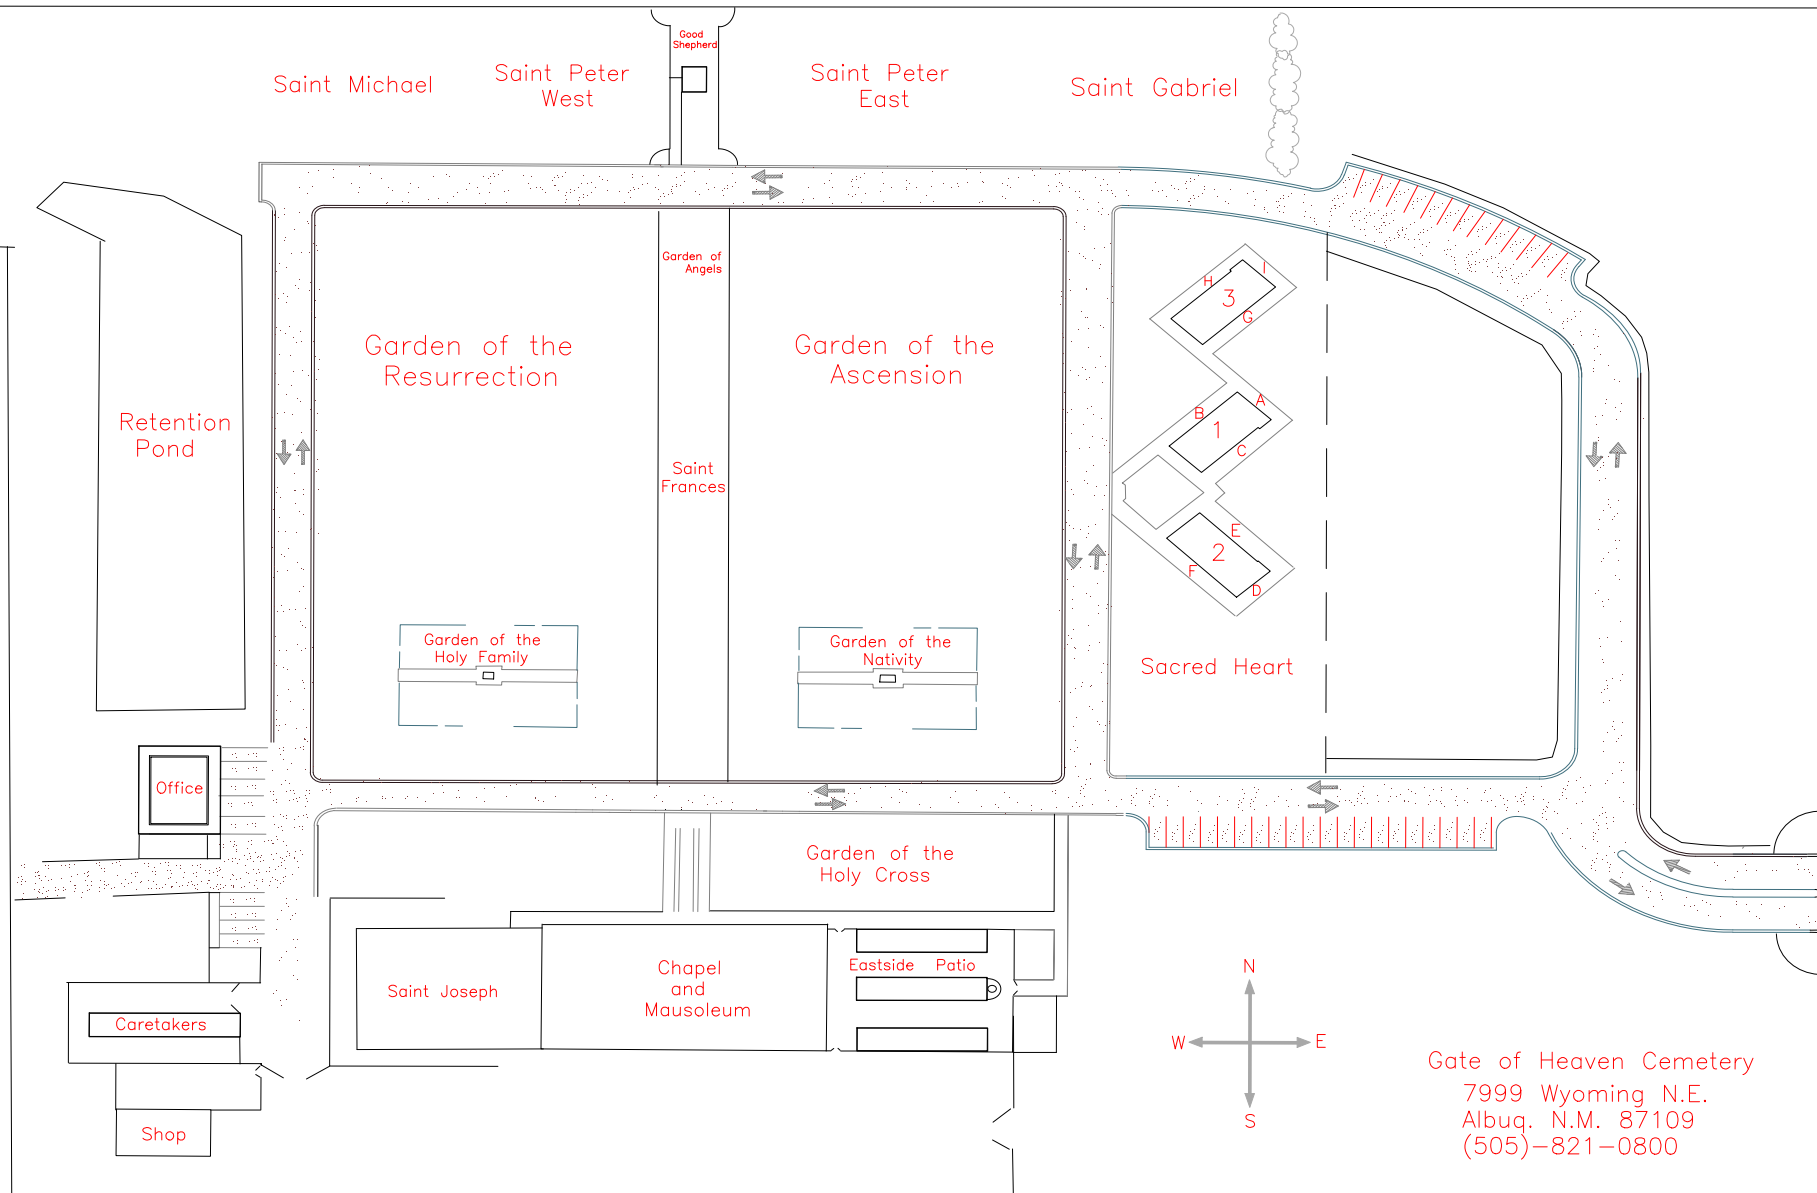 Good
Shepherd
Saint Michael
Saint Peter
West
Saint Peter
East
Saint Gabriel
Garden of
Angels
Garden of the
Resurrection
Garden of the
Ascension
H
I
3
G
B
A
1
C
E
2
F
D
Retention
Pond
Saint
Frances
Garden of the
Holy Family
Garden of the
Nativity
Sacred Heart
Office
Garden of the
Holy Cross
Saint Joseph
Chapel
and
Mausoleum
Eastside Patio
Caretakers
Shop
N
W
E
S
Gate of Heaven Cemetery
7999 Wyoming N.E.
Albuq. N.M. 87109
(505)-821-0800